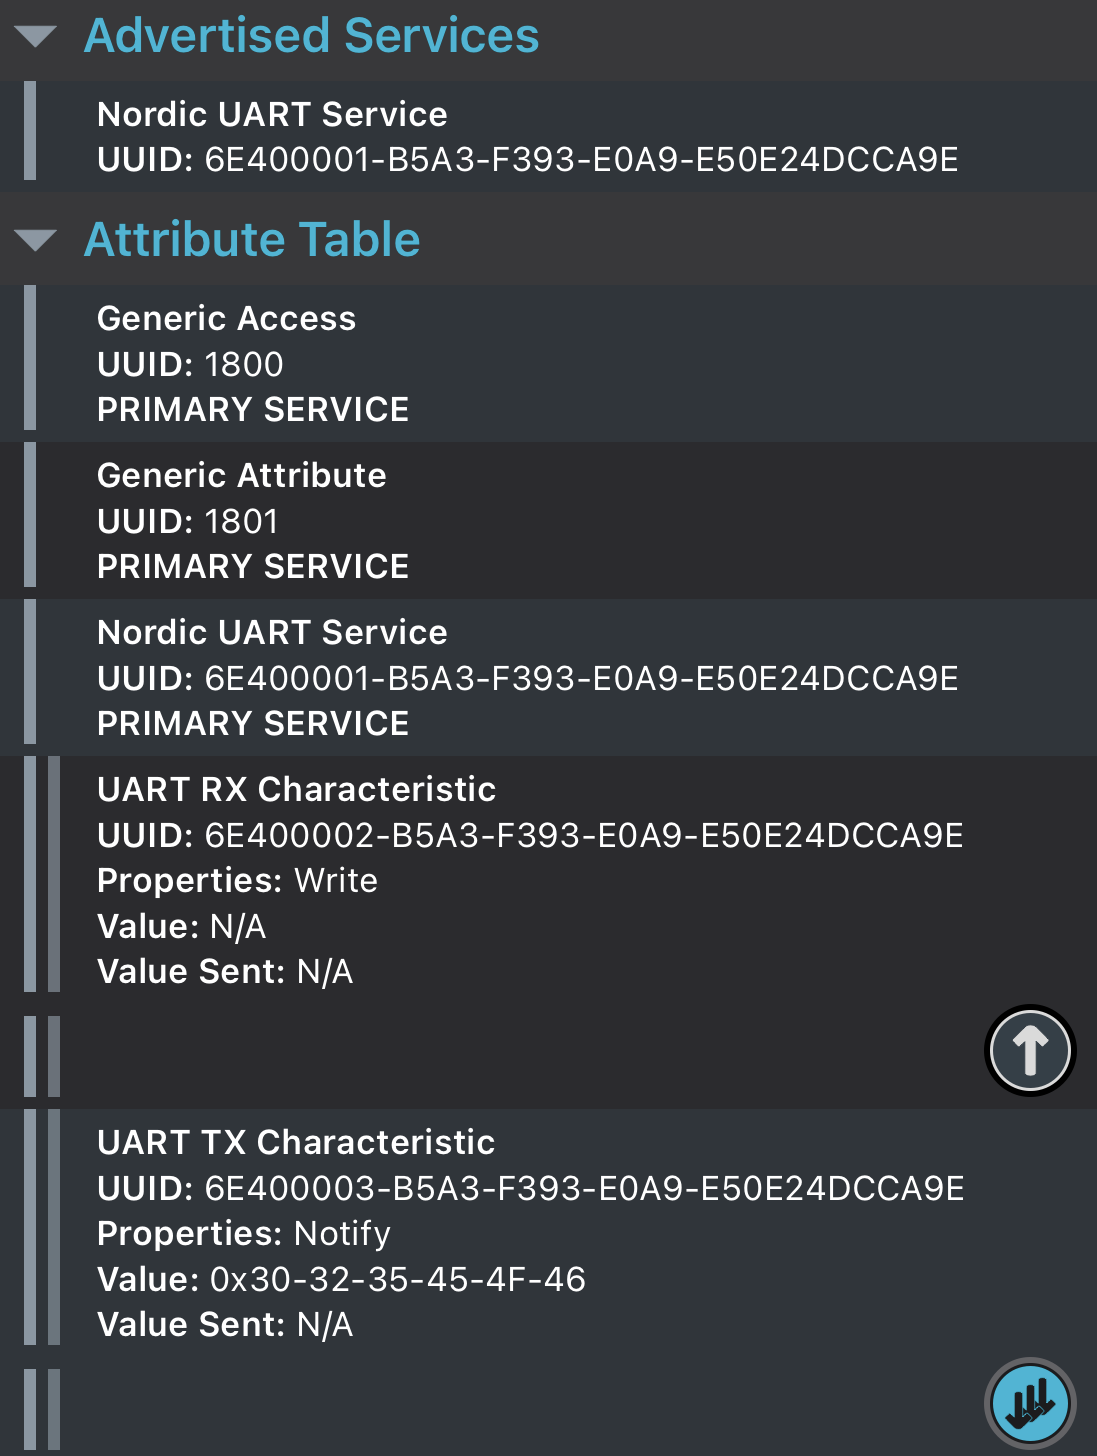 Advertised Services
Nordic UART Service
UUID: 6E400001-B5A3-F393-E0A9-E50E24DCCA9E
Attribute Table
Generic Access
UUID: 1800
PRIMARY SERVICE
Generic Attribute
UUID: 1801
PRIMARY SERVICE
Nordic UART Service
UUID: 6E400001-B5A3-F393-E0A9-E50E24DCCA9E
PRIMARY SERVICE
UART RX Characteristic
UUID: 6E400002-B5A3-F393-E0A9-E50E24DCCA9E
Properties: Write
Value: N/A
Value Sent: N/A
UART TX Characteristic
UUID: 6E400003-B5A3-F393-E0A9-E50E24DCCA9E
Properties: Notify
Value: 0x30-32-35-45-4F-46
Value Sent: N/A